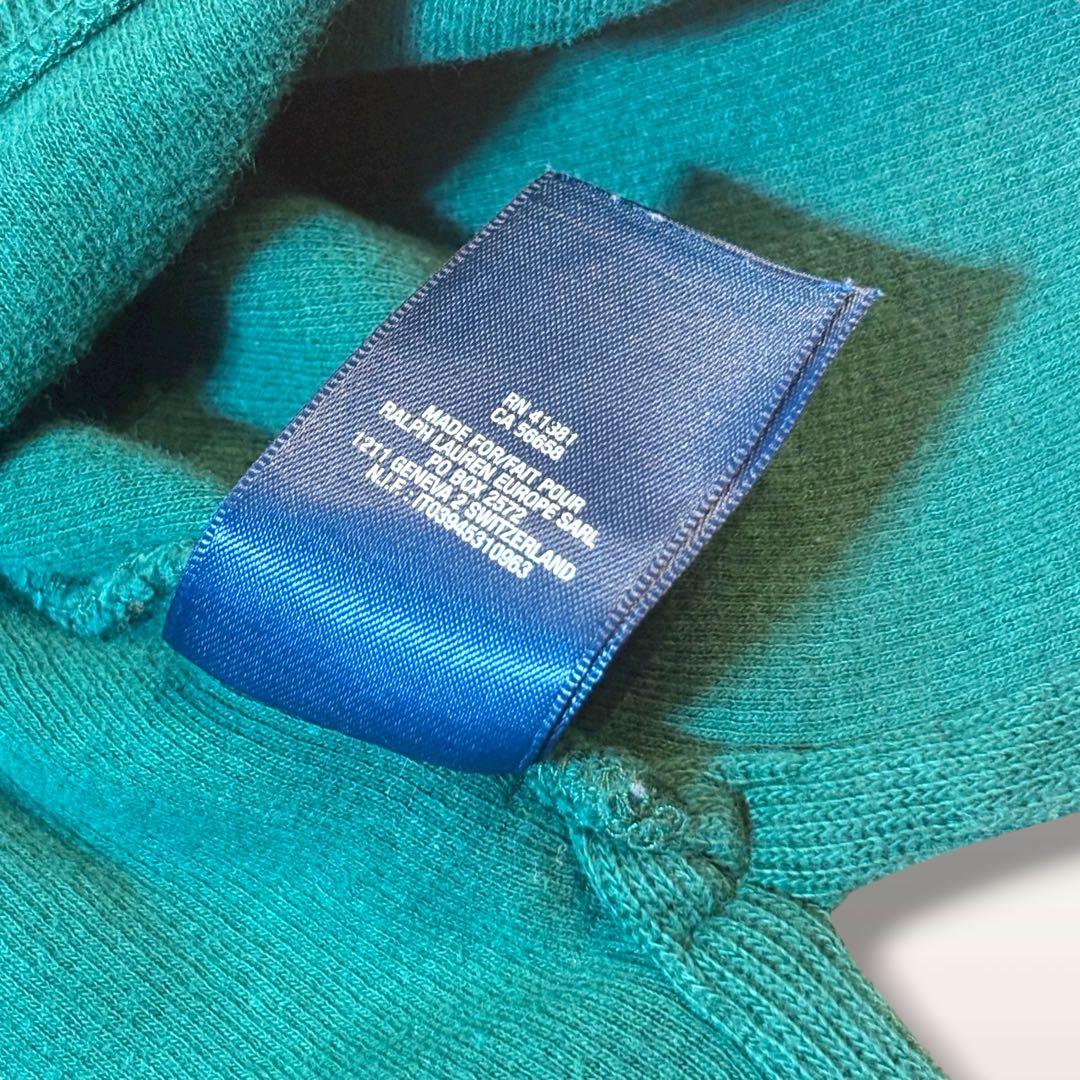 RN 41381
CA 56658
MADE FOR/FAIT POUR
RALPH LAUREN EUROPE SARL
PO BOX 2572
1211 GENEVA 2 SWITZERLAND
N.I.F. : IT03945310963